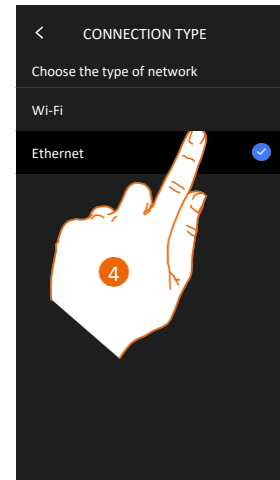 CONNECTION TYPE
Choose the type of network
Wi-Fi
Ethernet
4